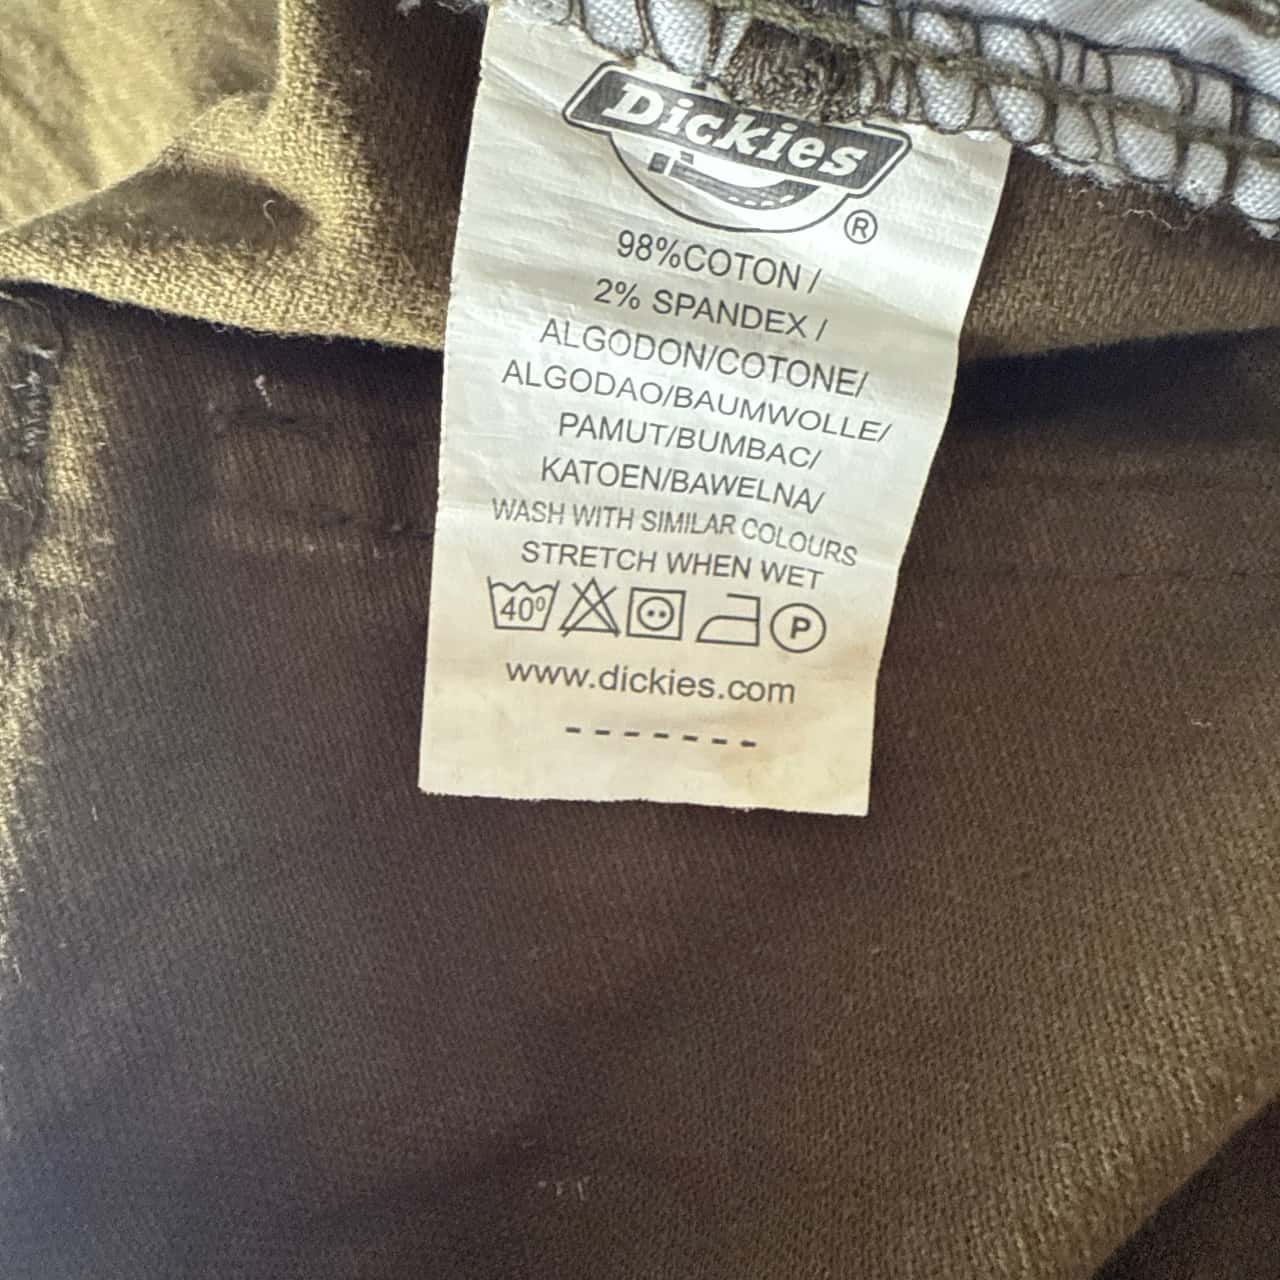 Dickies
®
98%COTON /
2% SPANDEX /
ALGODON/COTONE/
ALGODAO/BAUMWOLLE/
PAMUT/BUMBAC/
KATOEN/BAWELNA/
WASH WITH SIMILAR COLOURS
STRETCH WHEN WET
40⁰ P
www.dickies.com
-------